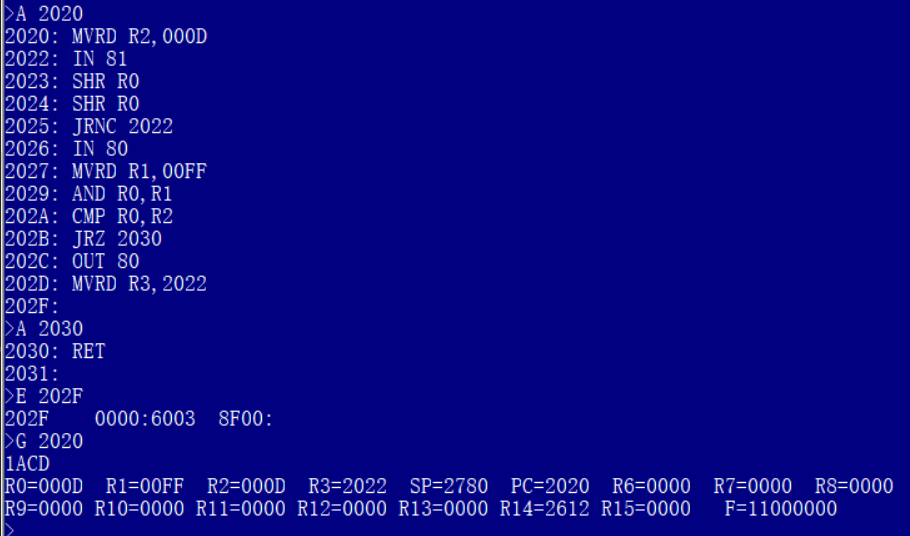 >A 2020
2020: MVRD R2,000D
2022: IN 81
2023: SHR R0
2024: SHR R0
2025: JRNC 2022
2026: IN 80
2027: MVRD R1,00FF
2029: AND R0,R1
202A: CMP R0,R2
202B: JRZ 2030
202C: OUT 80
202D: MVRD R3,2022
202F:
>A 2030
2030: RET
2031:
>E 202F
202F    0000:6003  8F00:
>G 2020
1ACD
R0=000D  R1=00FF  R2=000D  R3=2022  SP=2780  PC=2020  R6=0000  R7=0000  R8=0000
R9=0000 R10=0000 R11=0000 R12=0000 R13=0000 R14=2612 R15=0000   F=11000000
>